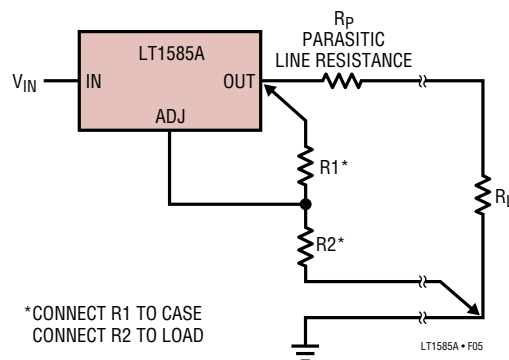 R_P
PARASITIC
LINE RESISTANCE
LT1585A
V_IN
IN
OUT
ADJ
R1*
R_L
R2*
*CONNECT R1 TO CASE
CONNECT R2 TO LOAD
LT1585A • F05